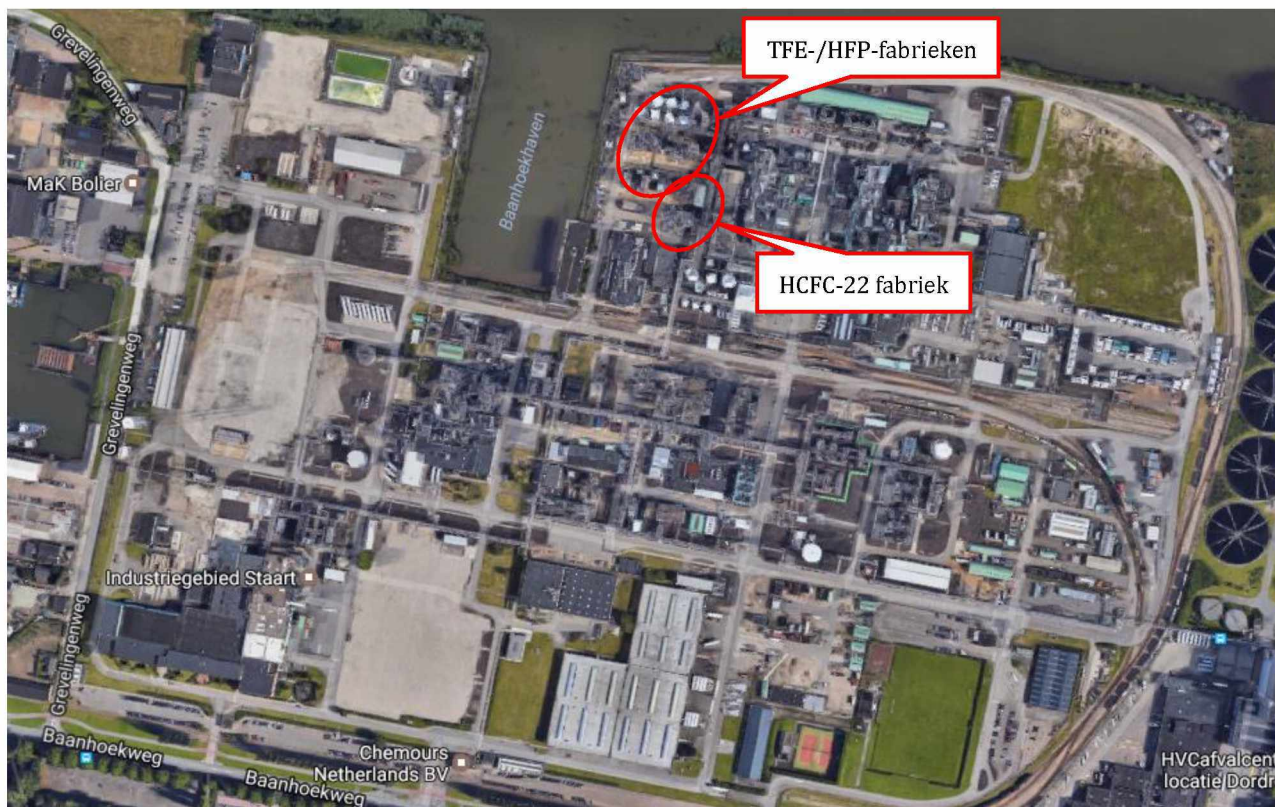 TFE-/HFP-fabrieken
Grevelingenweg
Baanhoekhaven
MaK Bolier
HCFC-22 fabriek
Grevelingenweg
Industriegebied Staart
Grevelingenweg
Baanhoekweg
Chemours
Netherlands BV
Baanhoekweg
HVCafvalcent
locatie Dordr